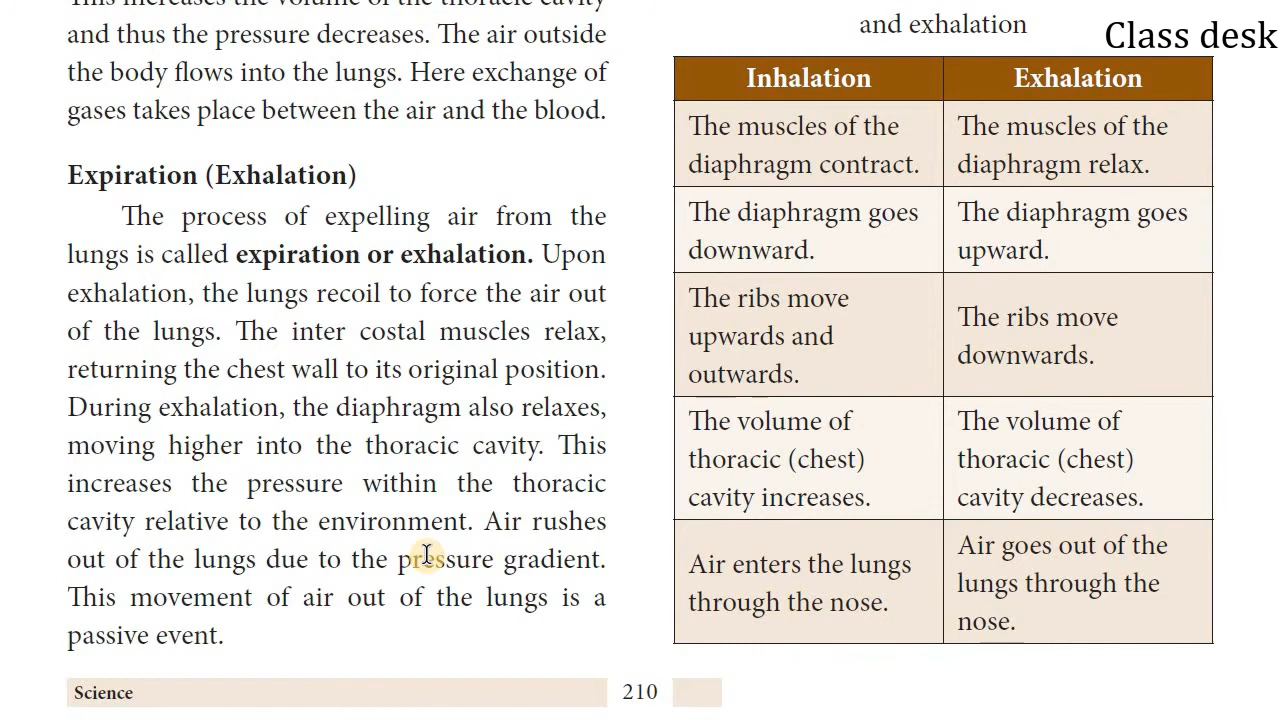 This increases the volume of the thoracic cavity
and thus the pressure decreases. The air outside
the body flows into the lungs. Here exchange of
gases takes place between the air and the blood.
Expiration (Exhalation)
The process of expelling air from the
lungs is called expiration or exhalation. Upon
exhalation, the lungs recoil to force the air out
of the lungs. The inter costal muscles relax,
returning the chest wall to its original position.
During exhalation, the diaphragm also relaxes,
moving higher into the thoracic cavity. This
increases the pressure within the thoracic
cavity relative to the environment. Air rushes
out of the lungs due to the pressure gradient.
This movement of air out of the lungs is a
passive event.
and exhalation
Class desk
Inhalation Exhalation
The muscles of the The muscles of the
diaphragm contract. diaphragm relax.
The diaphragm goes The diaphragm goes
downward. upward.
The ribs move
upwards and
outwards.
The ribs move
downwards.
The volume of The volume of
thoracic (chest) thoracic (chest)
cavity increases. cavity decreases.
Air enters the lungs
through the nose.
Air goes out of the
lungs through the
nose.
Science 210